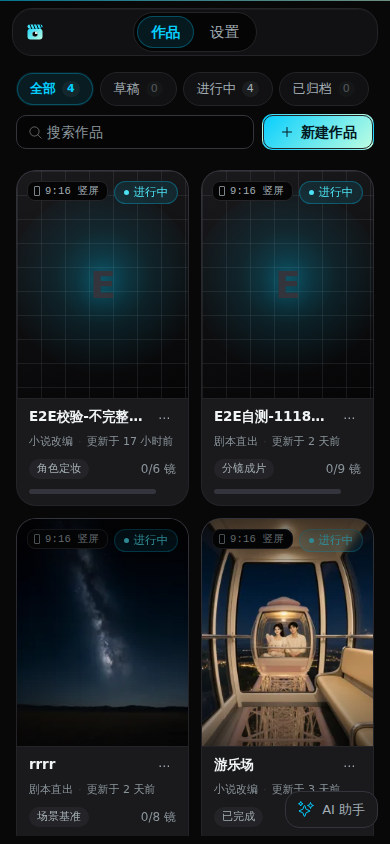 作品 设置
全部 4 草稿 0 进行中 4 已归档 0
搜索作品 + 新建作品
9:16 竖屏 进行中
E
E2E校验-不完整... ...
小说改编 · 更新于 17 小时前
角色定妆 0/6 镜
9:16 竖屏 进行中
E
E2E自测-1118... ...
剧本直出 · 更新于 2 天前
分镜成片 0/9 镜
9:16 竖屏 进行中
rrrr ...
剧本直出 · 更新于 2 天前
场景基准 0/8 镜
9:16 竖屏 进行中
游乐场 ...
小说改编 · 更新于 3 天前
已完成
AI 助手